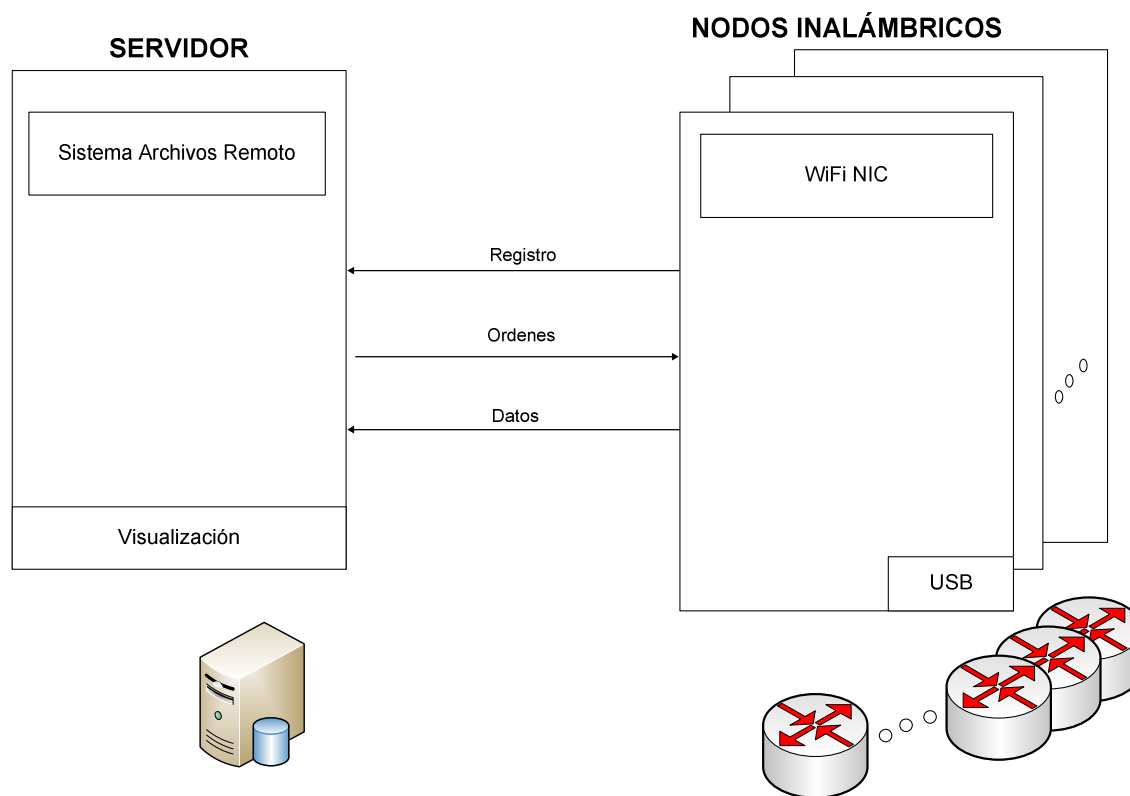 SERVIDOR
NODOS INALÁMBRICOS
Sistema Archivos Remoto
WiFi NIC
Registro
Ordenes
Datos
Visualización
USB